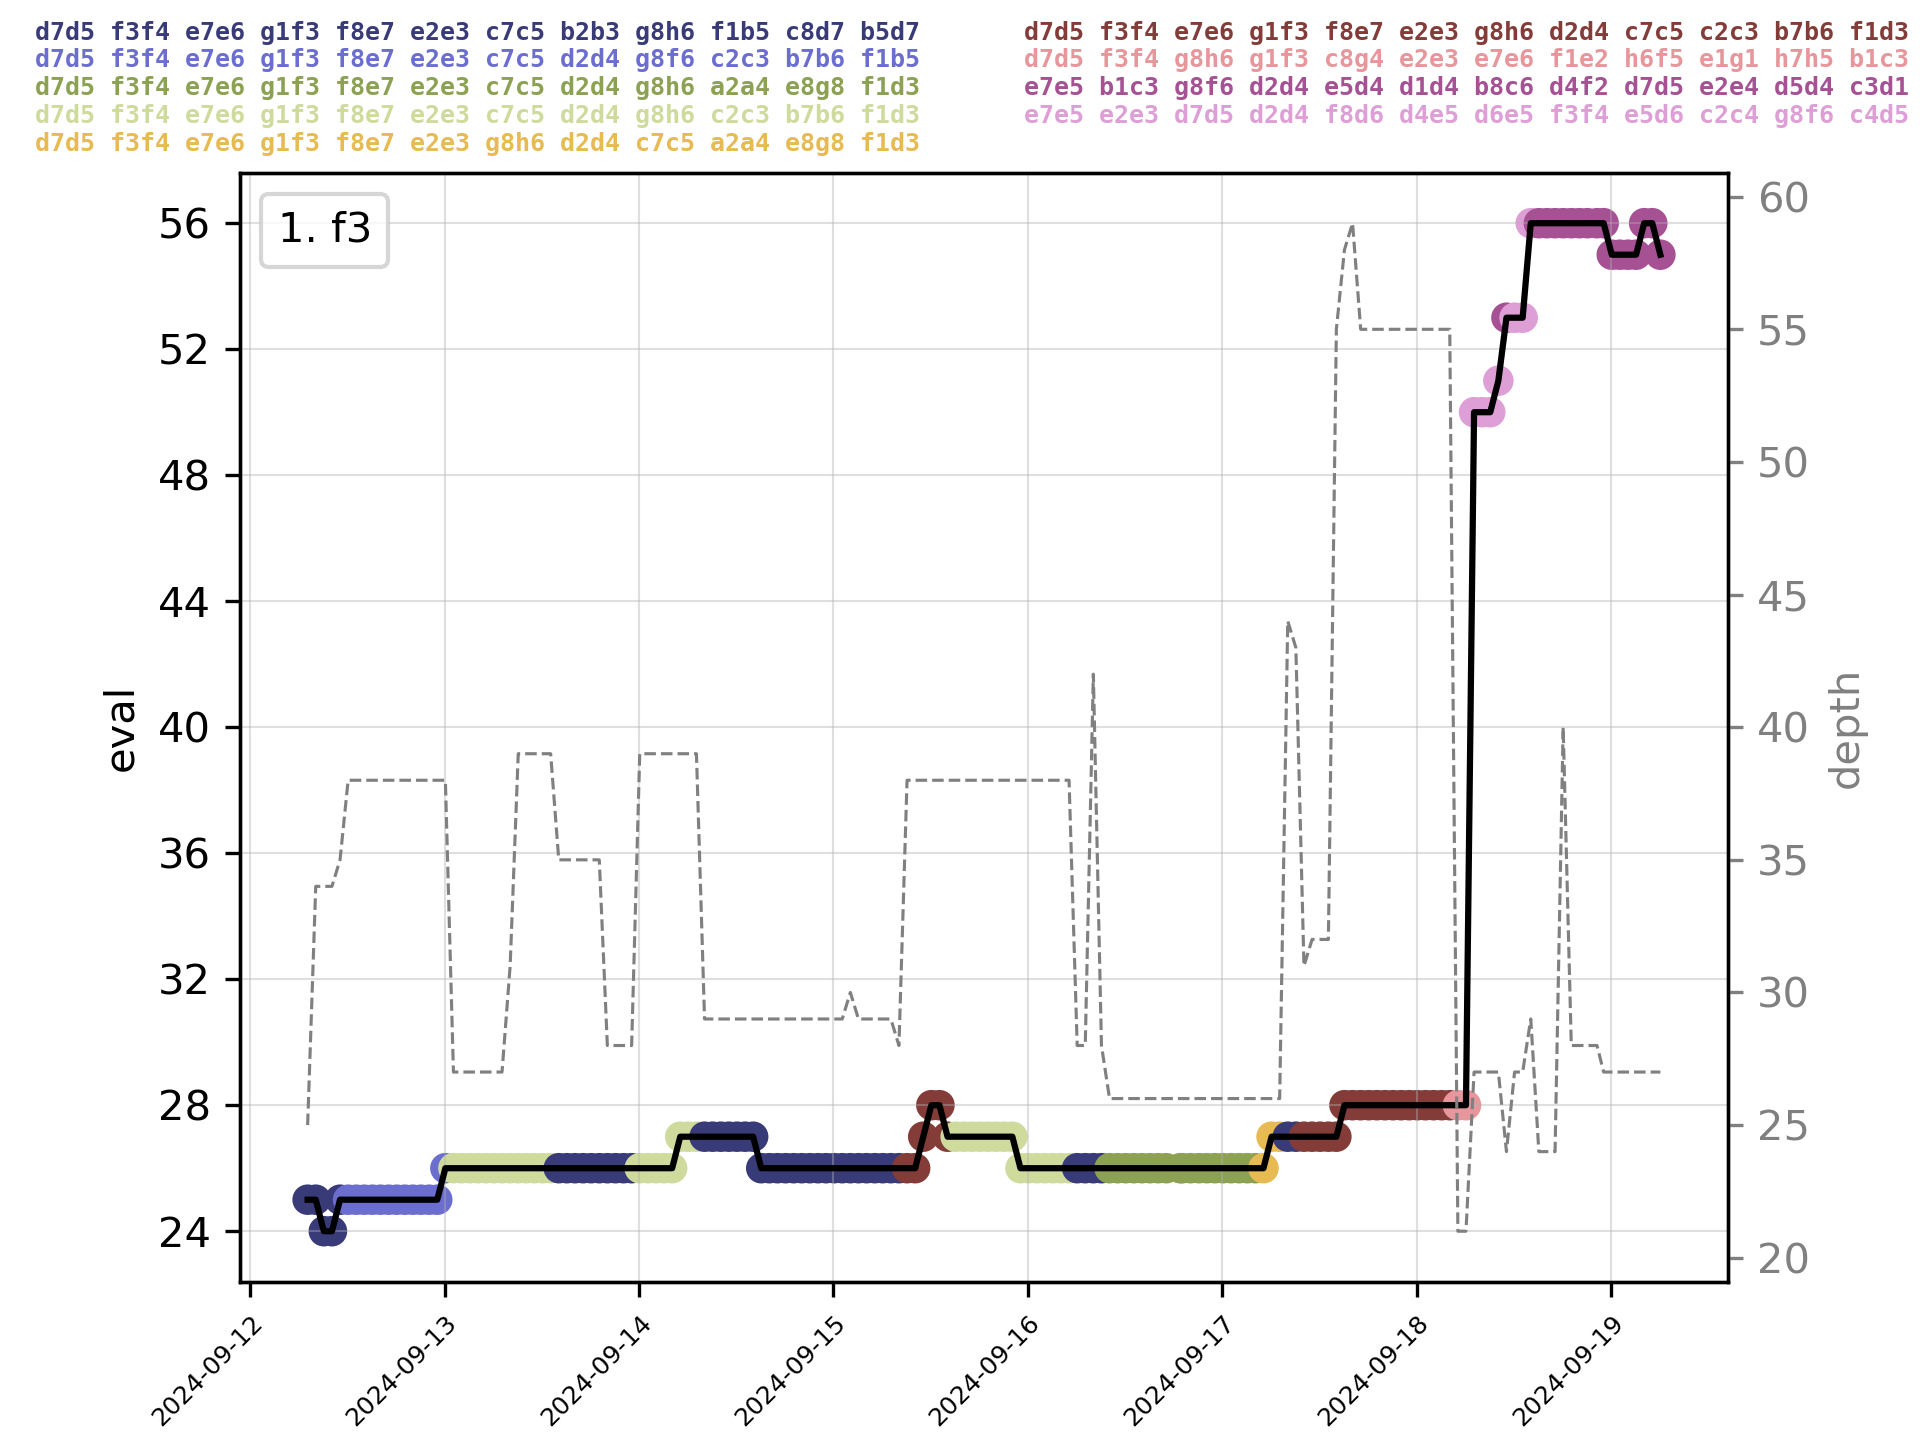 d7d5 f3f4 e7e6 g1f3 f8e7 e2e3 c7c5 b2b3 g8h6 f1b5 c8d7 b5d7
d7d5 f3f4 e7e6 g1f3 f8e7 e2e3 c7c5 d2d4 g8f6 c2c3 b7b6 f1b5
d7d5 f3f4 e7e6 g1f3 f8e7 e2e3 c7c5 d2d4 g8h6 a2a4 e8g8 f1d3
d7d5 f3f4 e7e6 g1f3 f8e7 e2e3 c7c5 d2d4 g8h6 c2c3 b7b6 f1d3
d7d5 f3f4 e7e6 g1f3 f8e7 e2e3 g8h6 d2d4 c7c5 a2a4 e8g8 f1d3
d7d5 f3f4 e7e6 g1f3 f8e7 e2e3 g8h6 d2d4 c7c5 c2c3 b7b6 f1d3
d7d5 f3f4 g8h6 g1f3 c8g4 e2e3 e7e6 f1e2 h6f5 e1g1 h7h5 b1c3
e7e5 b1c3 g8f6 d2d4 e5d4 d1d4 b8c6 d4f2 d7d5 e2e4 d5d4 c3d1
e7e5 e2e3 d7d5 d2d4 f8d6 d4e5 d6e5 f3f4 e5d6 c2c4 g8f6 c4d5
1. f3
56
52
48
44
40
36
32
28
24
eval
60
55
50
45
40
35
30
25
20
depth
2024-09-12
2024-09-13
2024-09-14
2024-09-15
2024-09-16
2024-09-17
2024-09-18
2024-09-19